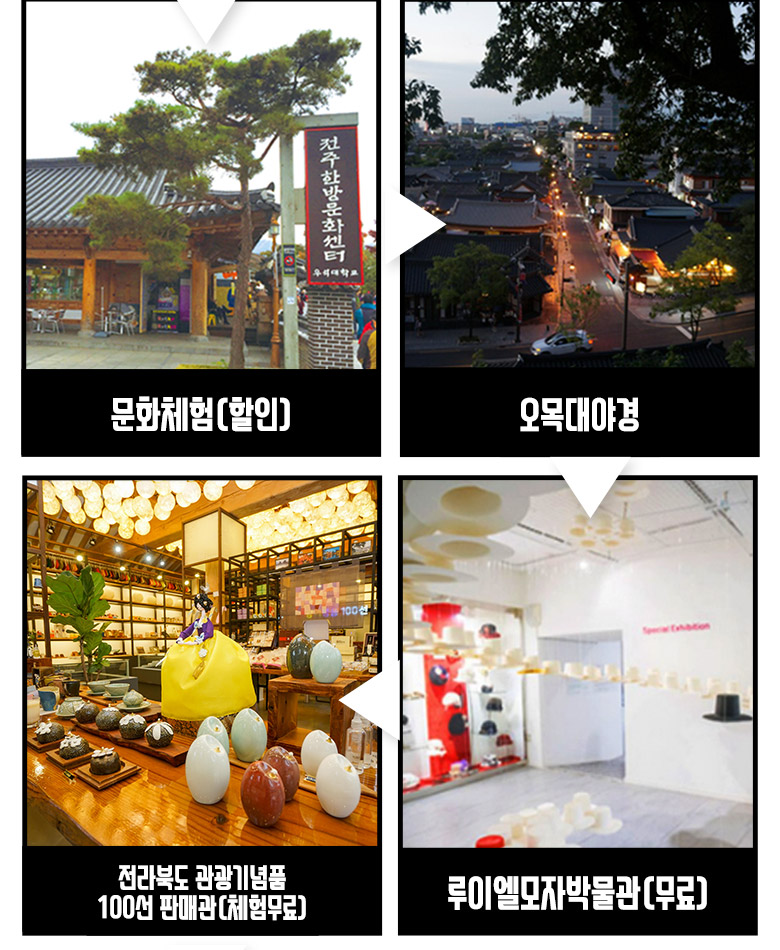 전주한방문화센터
우석대학교
문화체험(할인)
오목대야경
100선
Special Exhibition
전라북도 관광기념품
100선 판매관(체험무료)
루이엘모자박물관(무료)